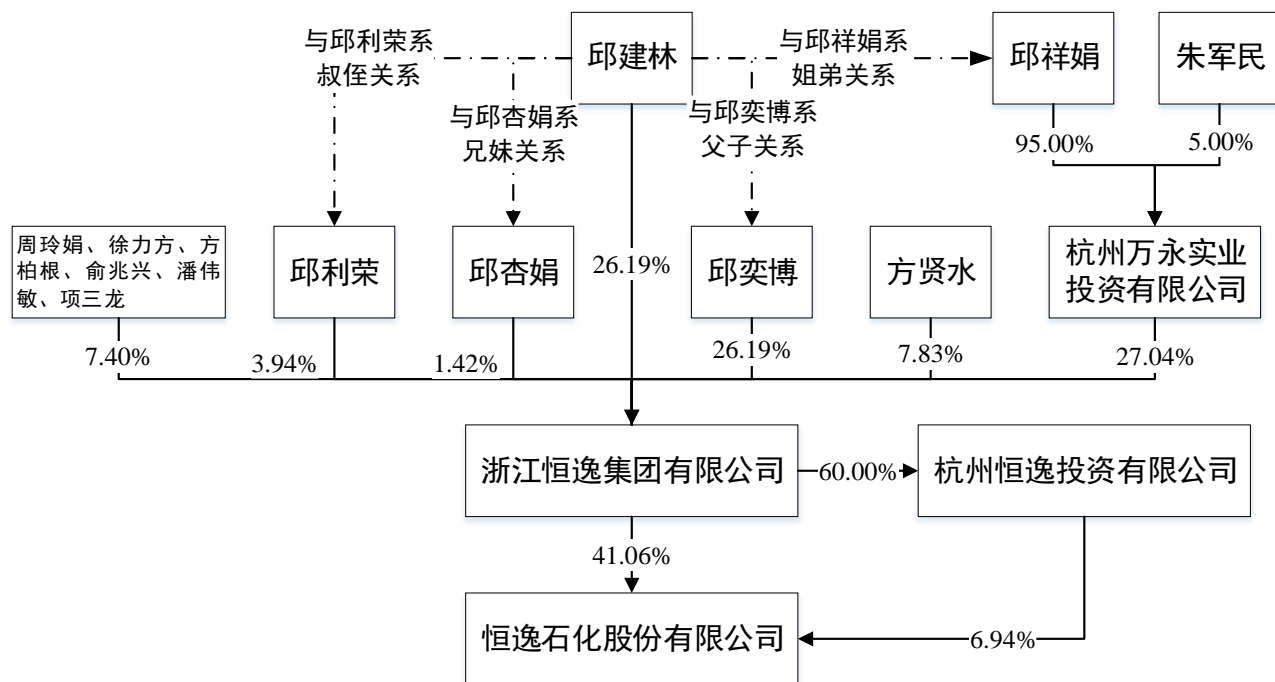 与邱利荣系
叔侄关系
邱建林
与邱祥娟系
姐弟关系
邱祥娟
朱军民
与邱杏娟系
兄妹关系
与邱奕博系
父子关系
95.00%
5.00%
周玲娟、徐力方、方
柏根、俞兆兴、潘伟
敏、项三龙
邱利荣
邱杏娟
26.19%
邱奕博
方贤水
杭州万永实业
投资有限公司
7.40%
3.94%
1.42%
26.19%
7.83%
27.04%
浙江恒逸集团有限公司
60.00%
杭州恒逸投资有限公司
41.06%
恒逸石化股份有限公司
6.94%